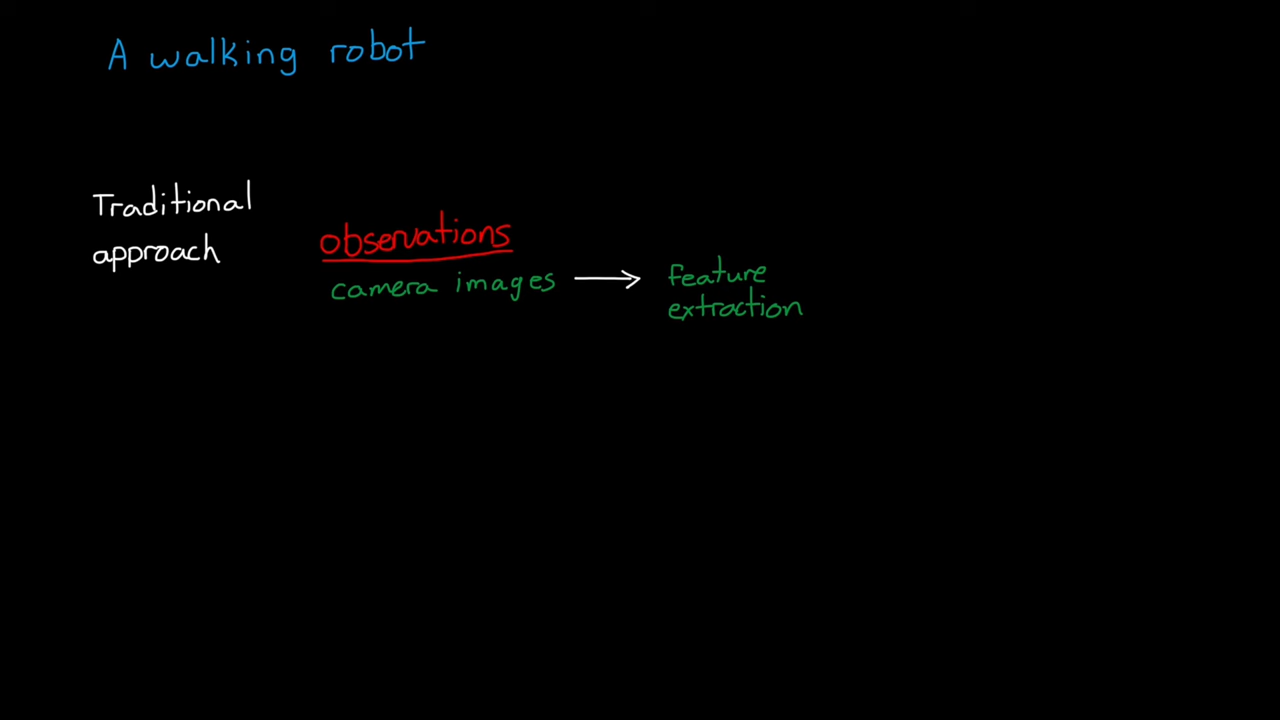 A walking robot
Traditional
approach
observations
camera images
feature
extraction